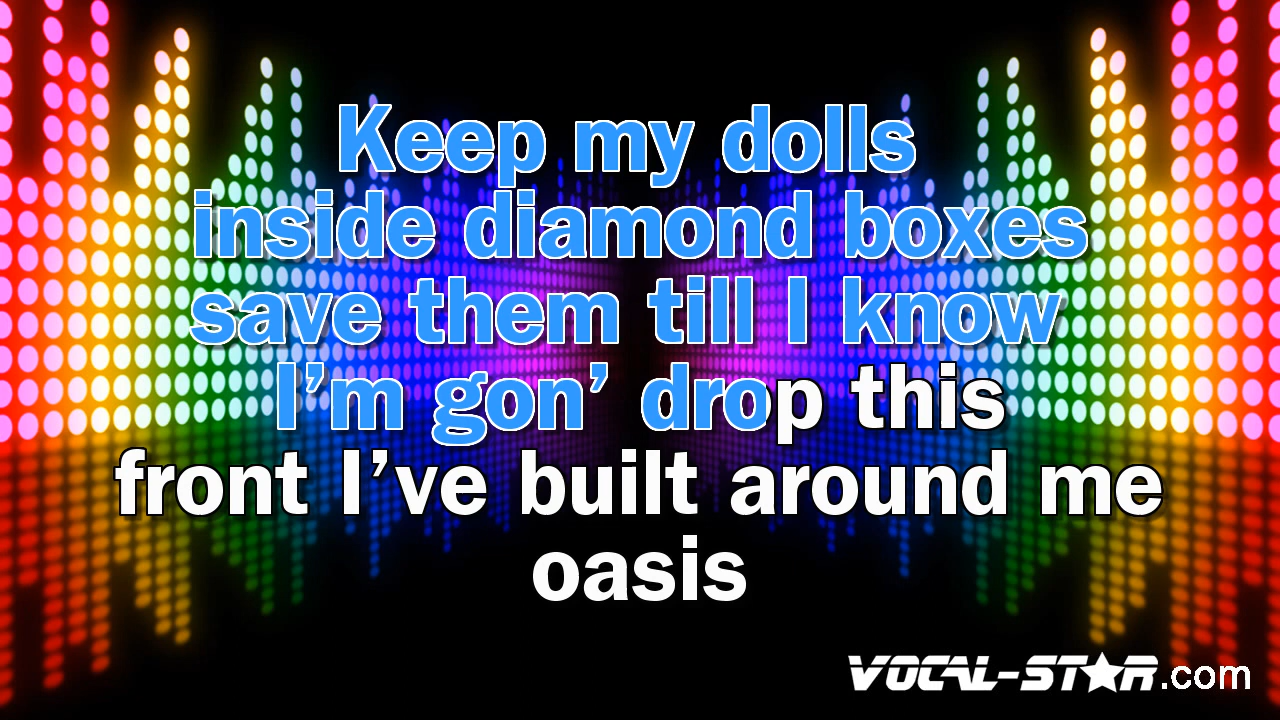 Keep my dolls
inside diamond boxes
save them till I know
I’m gon’ drop this
front I’ve built around me
oasis
VOCAL-STAR.com